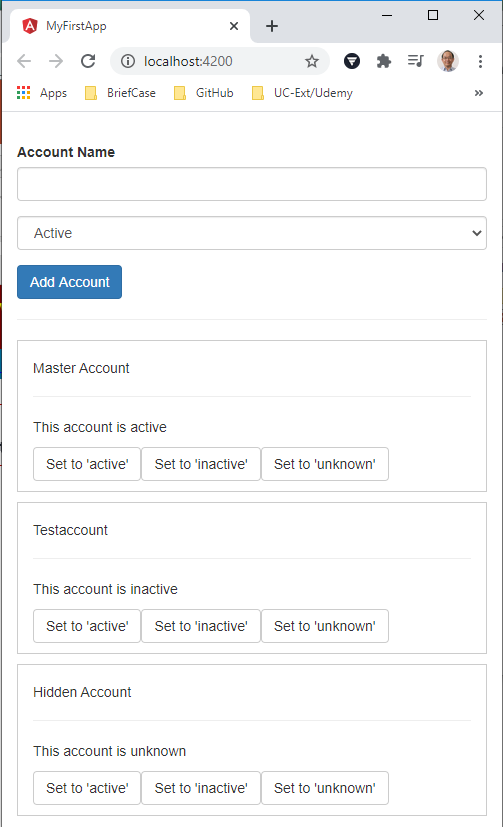 MyFirstApp
localhost:4200
Apps BriefCase GitHub UC-Ext/Udemy »
Account Name
Active
Add Account
Master Account
This account is active
Set to 'active' Set to 'inactive' Set to 'unknown'
Testaccount
This account is inactive
Set to 'active' Set to 'inactive' Set to 'unknown'
Hidden Account
This account is unknown
Set to 'active' Set to 'inactive' Set to 'unknown'